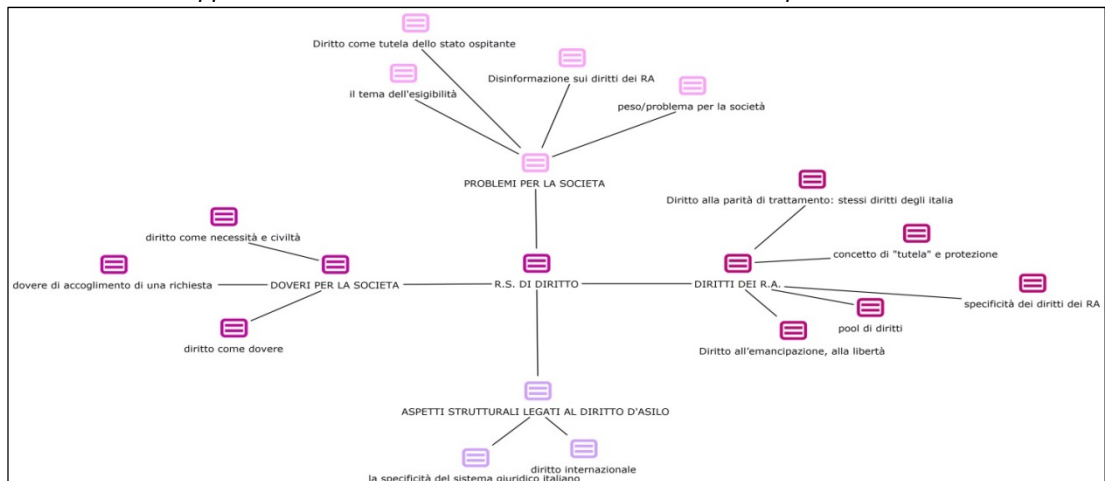 Diritto come tutela dello stato ospitante
Disinformazione sui diritti dei RA
il tema dell'esigibilità
peso/problema per la società
PROBLEMI PER LA SOCIETA
Diritto alla parità di trattamento: stessi diritti degli italia
diritto come necessità e civiltà
concetto di "tutela" e protezione
dovere di accoglimento di una richiesta
DOVERI PER LA SOCIETA
R.S. DI DIRITTO
DIRITTI DEI R.A.
specificità dei diritti dei RA
pool di diritti
diritto come dovere
Diritto all'emancipazione, alla libertà
ASPETTI STRUTTURALI LEGATI AL DIRITTO D'ASILO
diritto internazionale
la specificità del sistema giuridico italiano